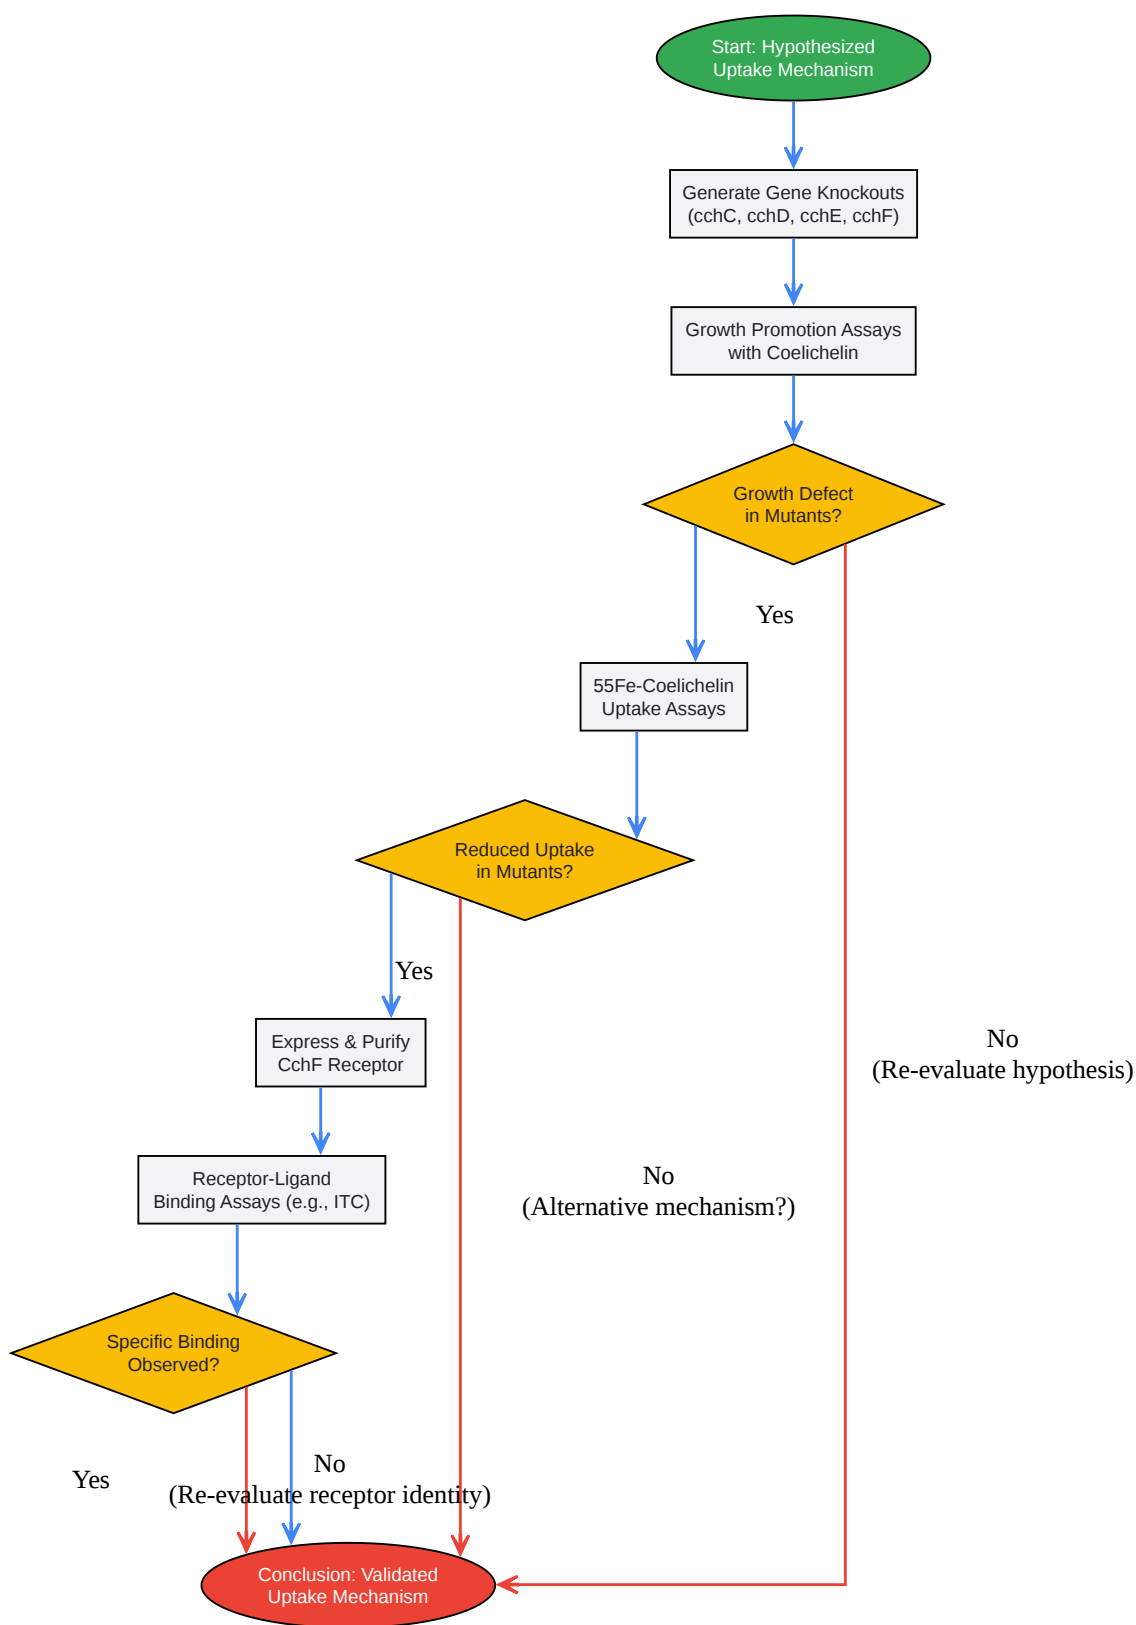 Start: Hypothesized
Uptake Mechanism
Generate Gene Knockouts
(cchC, cchD, cchE, cchF)
Growth Promotion Assays
with Coelichelin
Growth Defect
in Mutants?
Yes
55Fe-Coelichelin
Uptake Assays
Reduced Uptake
in Mutants?
Yes
Express & Purify
CchF Receptor
No
(Re-evaluate hypothesis)
Receptor-Ligand
Binding Assays (e.g., ITC)
No
(Alternative mechanism?)
Specific Binding
Observed?
Yes
No
(Re-evaluate receptor identity)
Conclusion: Validated
Uptake Mechanism